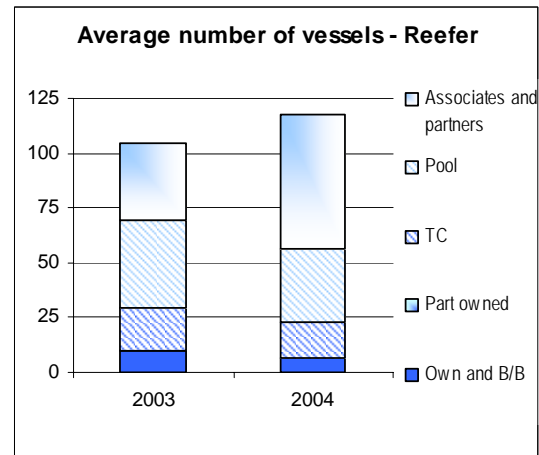 Average number of vessels - Reefer
125
100
75
50
25
0
2003
2004
Associates and
partners
Pool
TC
Part owned
Own and B/B